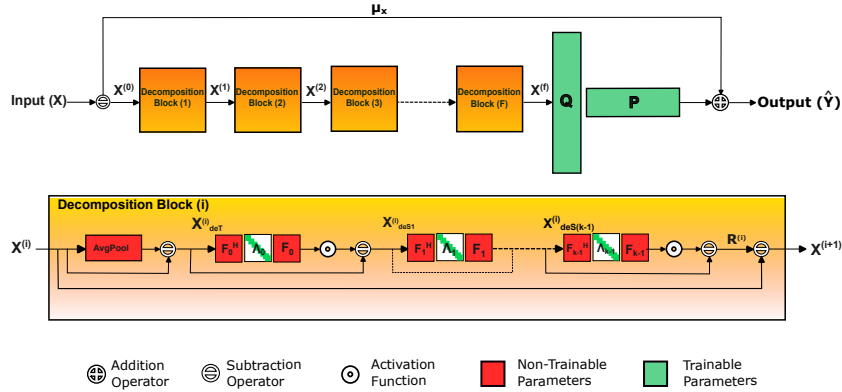 μₓ
Input (X)
X⁽⁰⁾
Decomposition
Block (1)
X⁽¹⁾
Decomposition
Block (2)
X⁽²⁾
Decomposition
Block (3)
Decomposition
Block (F)
X⁽ᶠ⁾
Q
P
Output (Ŷ)
Decomposition Block (i)
X⁽ⁱ⁾
AvgPool
X⁽ⁱ⁾deT
F₀ᴴ
Λ₀
F₀
X⁽ⁱ⁾deS1
F₁ᴴ
Λ₁
F₁
X⁽ⁱ⁾deS(k-1)
Fₖ₋₁ᴴ
Λₖ₋₁
Fₖ₋₁
R⁽ⁱ⁾
X⁽ⁱ⁺¹⁾
Addition
Operator
Subtraction
Operator
Activation
Function
Non-Trainable
Parameters
Trainable
Parameters